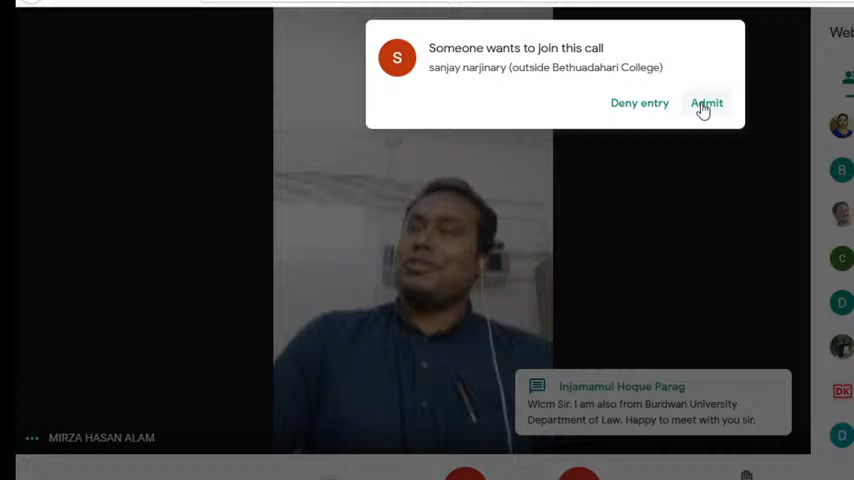 Someone wants to join this call
S
sanjay narjinary (outside Bethuadahari College)
Deny entry
Admit
Web
B
C
D
DK
D
Injamamul Hoque Parag
Wlcm Sir. I am also from Burdwan University
Department of Law. Happy to meet with you sir.
MIRZA HASAN ALAM